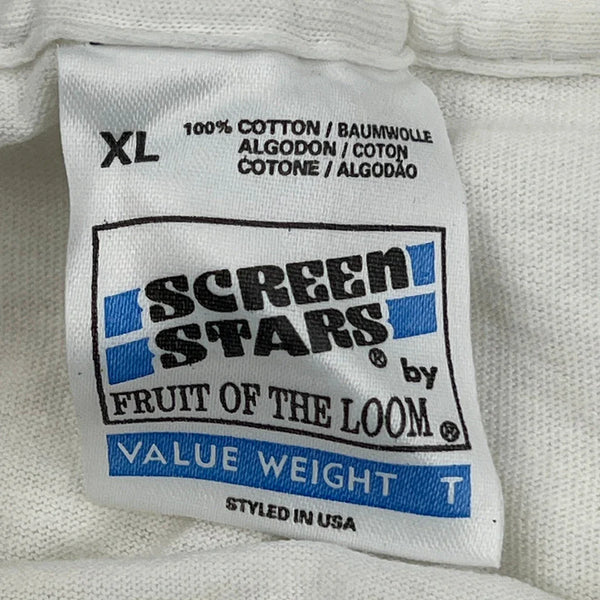 XL
100% COTTON / BAUMWOLLE
ALGODON / COTON
COTONE / ALGODÃO
SCREEN
STARS® by
FRUIT OF THE LOOM®
VALUE WEIGHT T
STYLED IN USA